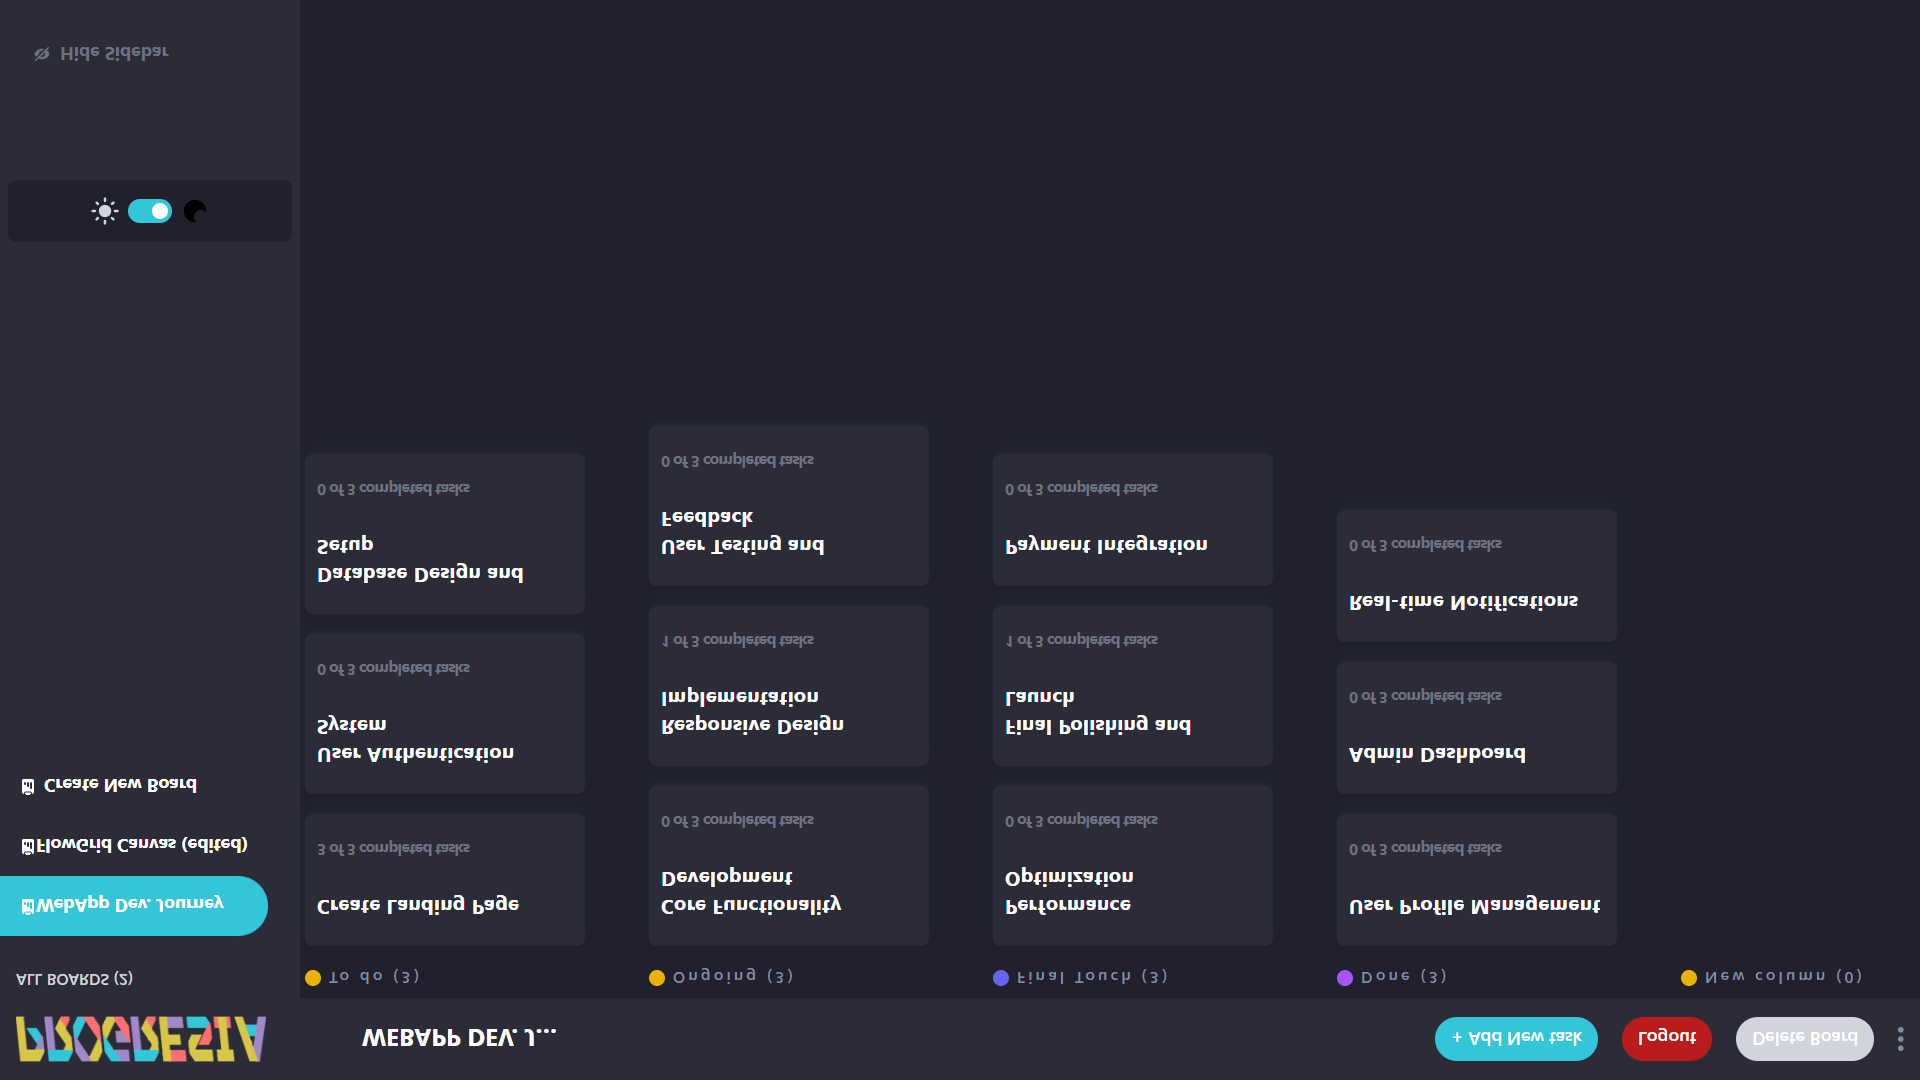 PROGRESIA
WEBAPP DEV. J...
+ Add New task
Logout
Delete Board
ALL BOARDS (2)
WebApp Dev. Journey
FlowGrid Canvas (edited)
Create New Board
Hide Sidebar
To do (3)
Create Landing Page
3 of 3 completed tasks
User Authentication
System
0 of 3 completed tasks
Database Design and
Setup
0 of 3 completed tasks
Ongoing (3)
Core Functionality
Development
0 of 3 completed tasks
Responsive Design
Implementation
1 of 3 completed tasks
User Testing and
Feedback
0 of 3 completed tasks
Final Touch (3)
Performance
Optimization
0 of 3 completed tasks
Final Polishing and
Launch
1 of 3 completed tasks
Payment Integration
0 of 3 completed tasks
Done (3)
User Profile Management
0 of 3 completed tasks
Admin Dashboard
0 of 3 completed tasks
Real-time Notifications
0 of 3 completed tasks
New column (0)